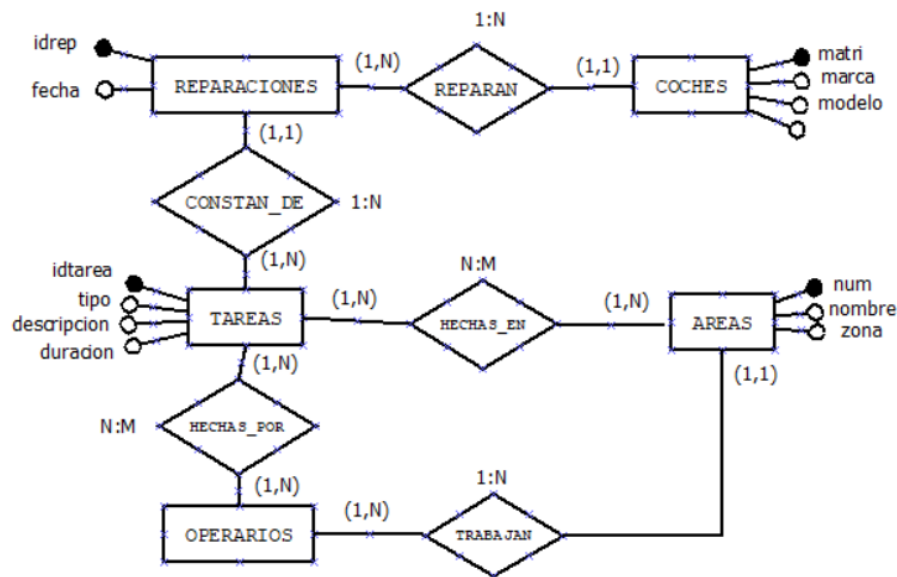 1:N
idrep
fecha
REPARACIONES
(1,N)
REPARAN
(1,1)
COCHES
matri
marca
modelo
(1,1)
CONSTAN_DE
1:N
(1,N)
idtarea
tipo
descripcion
duracion
TAREAS
(1,N)
N:M
HECHAS_EN
(1,N)
AREAS
num
nombre
zona
(1,N)
(1,1)
N:M
HECHAS_POR
(1,N)
OPERARIOS
(1,N)
1:N
TRABAJAN